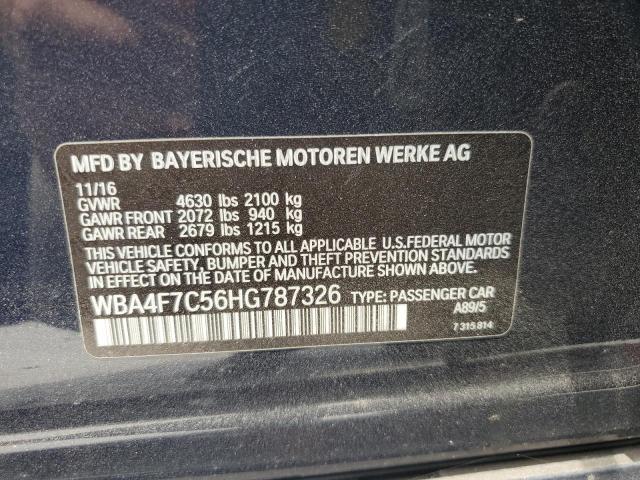 MFD BY BAYERISCHE MOTOREN WERKE AG
11/16
GVWR 4630 lbs 2100 kg
GAWR FRONT 2072 lbs 940 kg
GAWR REAR 2679 lbs 1215 kg
THIS VEHICLE CONFORMS TO ALL APPLICABLE U.S.FEDERAL MOTOR
VEHICLE SAFETY, BUMPER AND THEFT PREVENTION STANDARDS
IN EFFECT ON THE DATE OF MANUFACTURE SHOWN ABOVE.
WBA4F7C56HG787326 TYPE: PASSENGER CAR
A89/5
7 315 814